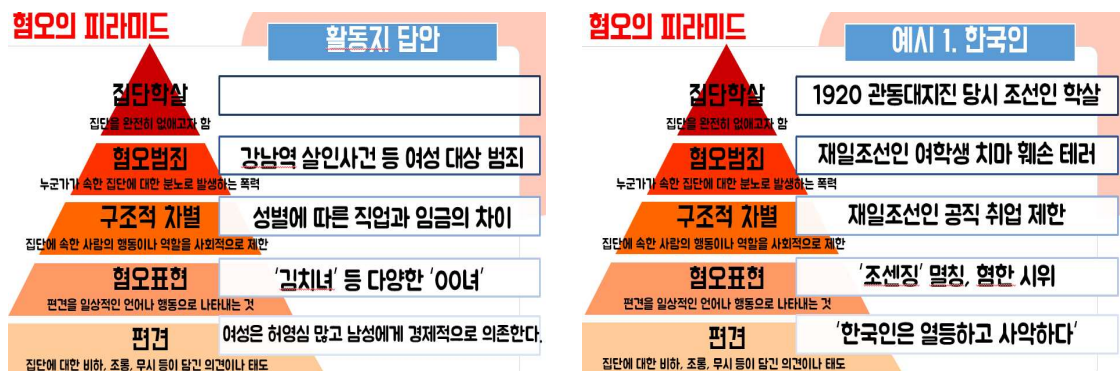 혐오의 피라미드
활동지 답안
집단학살
집단을 완전히 없애고자 함
혐오범죄
강남역 살인사건 등 여성 대상 범죄
누군가가 속한 집단에 대한 분노로 발생하는 폭력
구조적 차별
성별에 따른 직업과 임금의 차이
집단에 속한 사람의 행동이나 역할을 사회적으로 제한
혐오표현
'김치녀' 등 다양한 '00녀'
편견을 일상적인 언어나 행동으로 나타내는 것
편견
여성은 허영심 많고 남성에게 경제적으로 의존한다.
집단에 대한 비하, 조롱, 무시 등이 담긴 의견이나 태도
혐오의 피라미드
예시 1. 한국인
집단학살
1920 관동대지진 당시 조선인 학살
집단을 완전히 없애고자 함
혐오범죄
재일조선인 여학생 치마 훼손 테러
누군가가 속한 집단에 대한 분노로 발생하는 폭력
구조적 차별
재일조선인 공직 취업 제한
집단에 속한 사람의 행동이나 역할을 사회적으로 제한
혐오표현
'조센징' 멸칭, 혐한 시위
편견을 일상적인 언어나 행동으로 나타내는 것
편견
'한국인은 열등하고 사악하다'
집단에 대한 비하, 조롱, 무시 등이 담긴 의견이나 태도